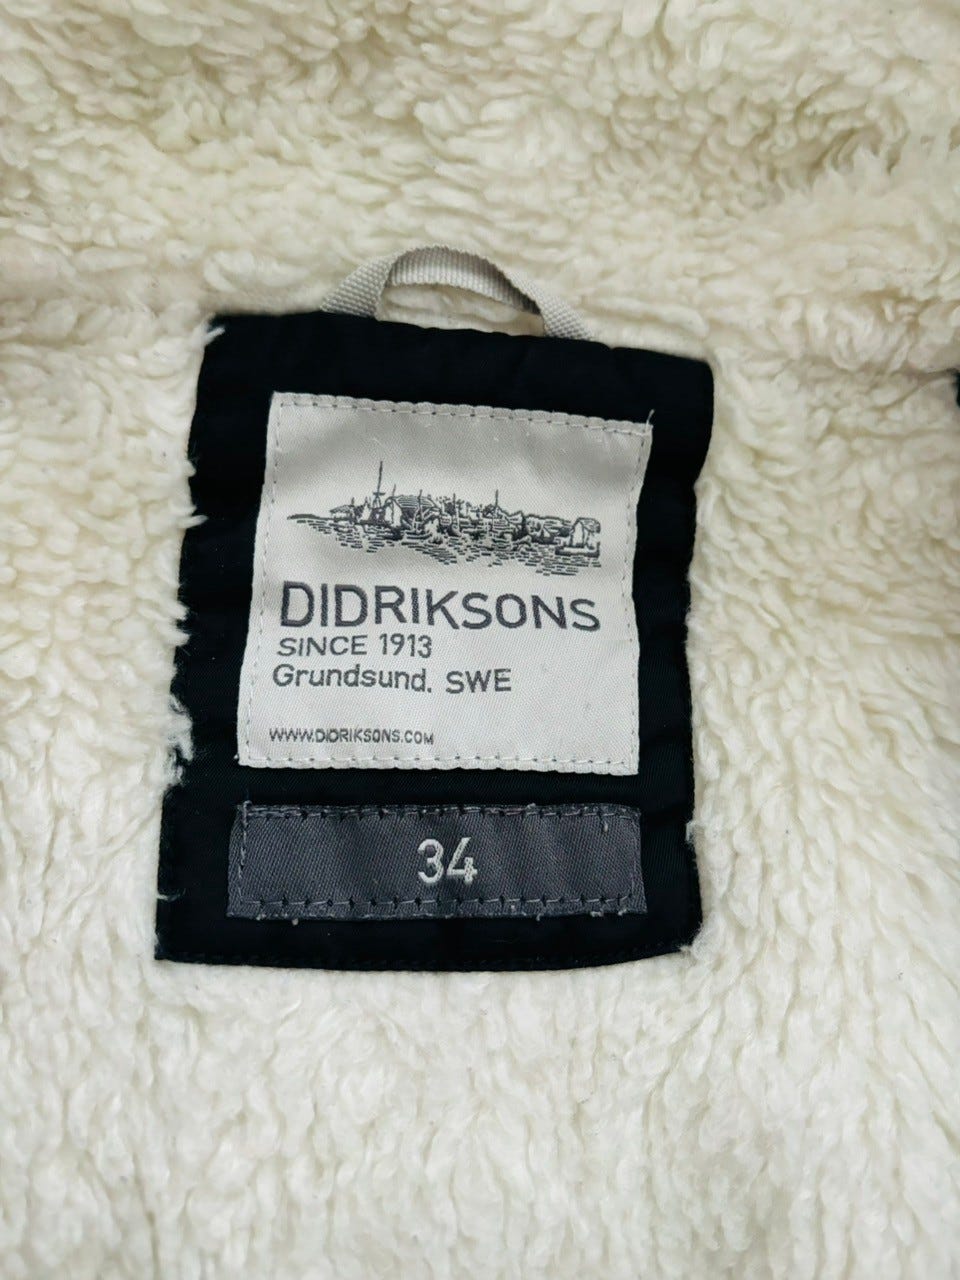 DIDRIKSONS
SINCE 1913
Grundsund. SWE
WWW.DIDRIKSONS.COM
34